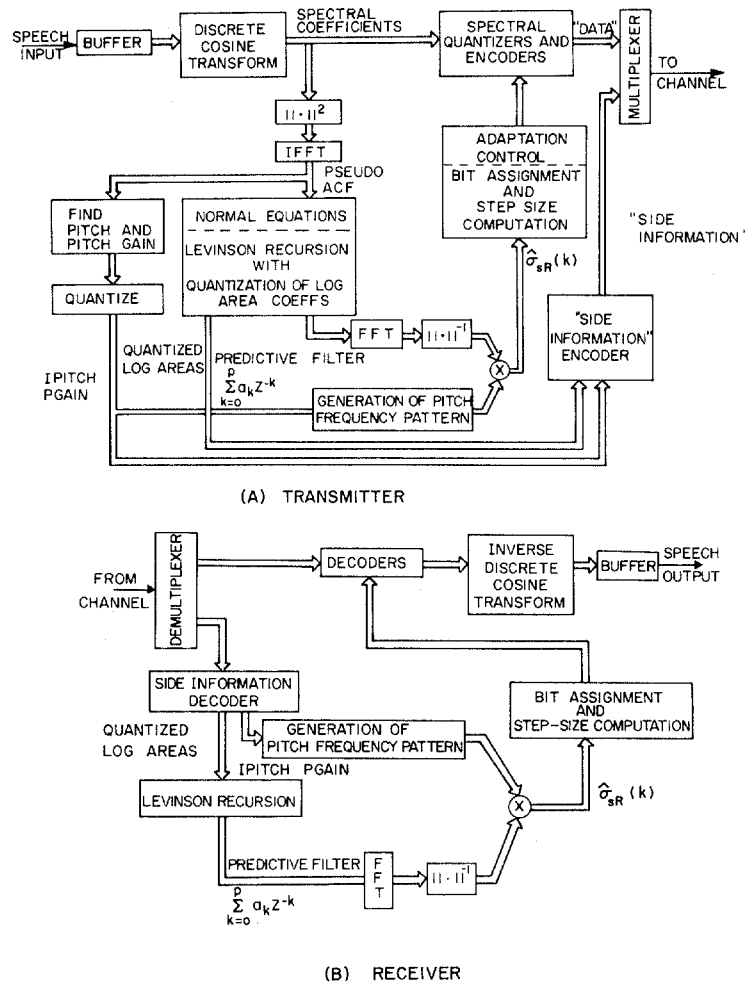 SPEECH
INPUT
BUFFER
DISCRETE
COSINE
TRANSFORM
SPECTRAL
COEFFICIENTS
SPECTRAL
QUANTIZERS AND
ENCODERS
"DATA"
MULTIPLEXER
TO
CHANNEL
|| · ||²
IFFT
PSEUDO
ACF
ADAPTATION
CONTROL
BIT ASSIGNMENT
AND
STEP SIZE
COMPUTATION
FIND
PITCH AND
PITCH GAIN
NORMAL EQUATIONS
LEVINSON RECURSION
WITH
QUANTIZATION OF LOG
AREA COEFFS
"SIDE
INFORMATION"
σ̂sR(k)
QUANTIZE
FFT
|| · ||⁻¹
"SIDE
INFORMATION"
ENCODER
QUANTIZED
LOG AREAS
PREDICTIVE FILTER
p
Σ aₖ z⁻ᵏ
k=0
X
IPITCH
PGAIN
GENERATION OF PITCH
FREQUENCY PATTERN
(A) TRANSMITTER
FROM
CHANNEL
DEMULTIPLEXER
DECODERS
INVERSE
DISCRETE
COSINE
TRANSFORM
BUFFER
SPEECH
OUTPUT
SIDE INFORMATION
DECODER
BIT ASSIGNMENT
AND
STEP-SIZE COMPUTATION
QUANTIZED
LOG AREAS
GENERATION OF
PITCH FREQUENCY PATTERN
IPITCH PGAIN
LEVINSON RECURSION
X
σ̂sR(k)
PREDICTIVE FILTER
p
Σ aₖ z⁻ᵏ
k=0
FFT
|| · ||⁻¹
(B) RECEIVER